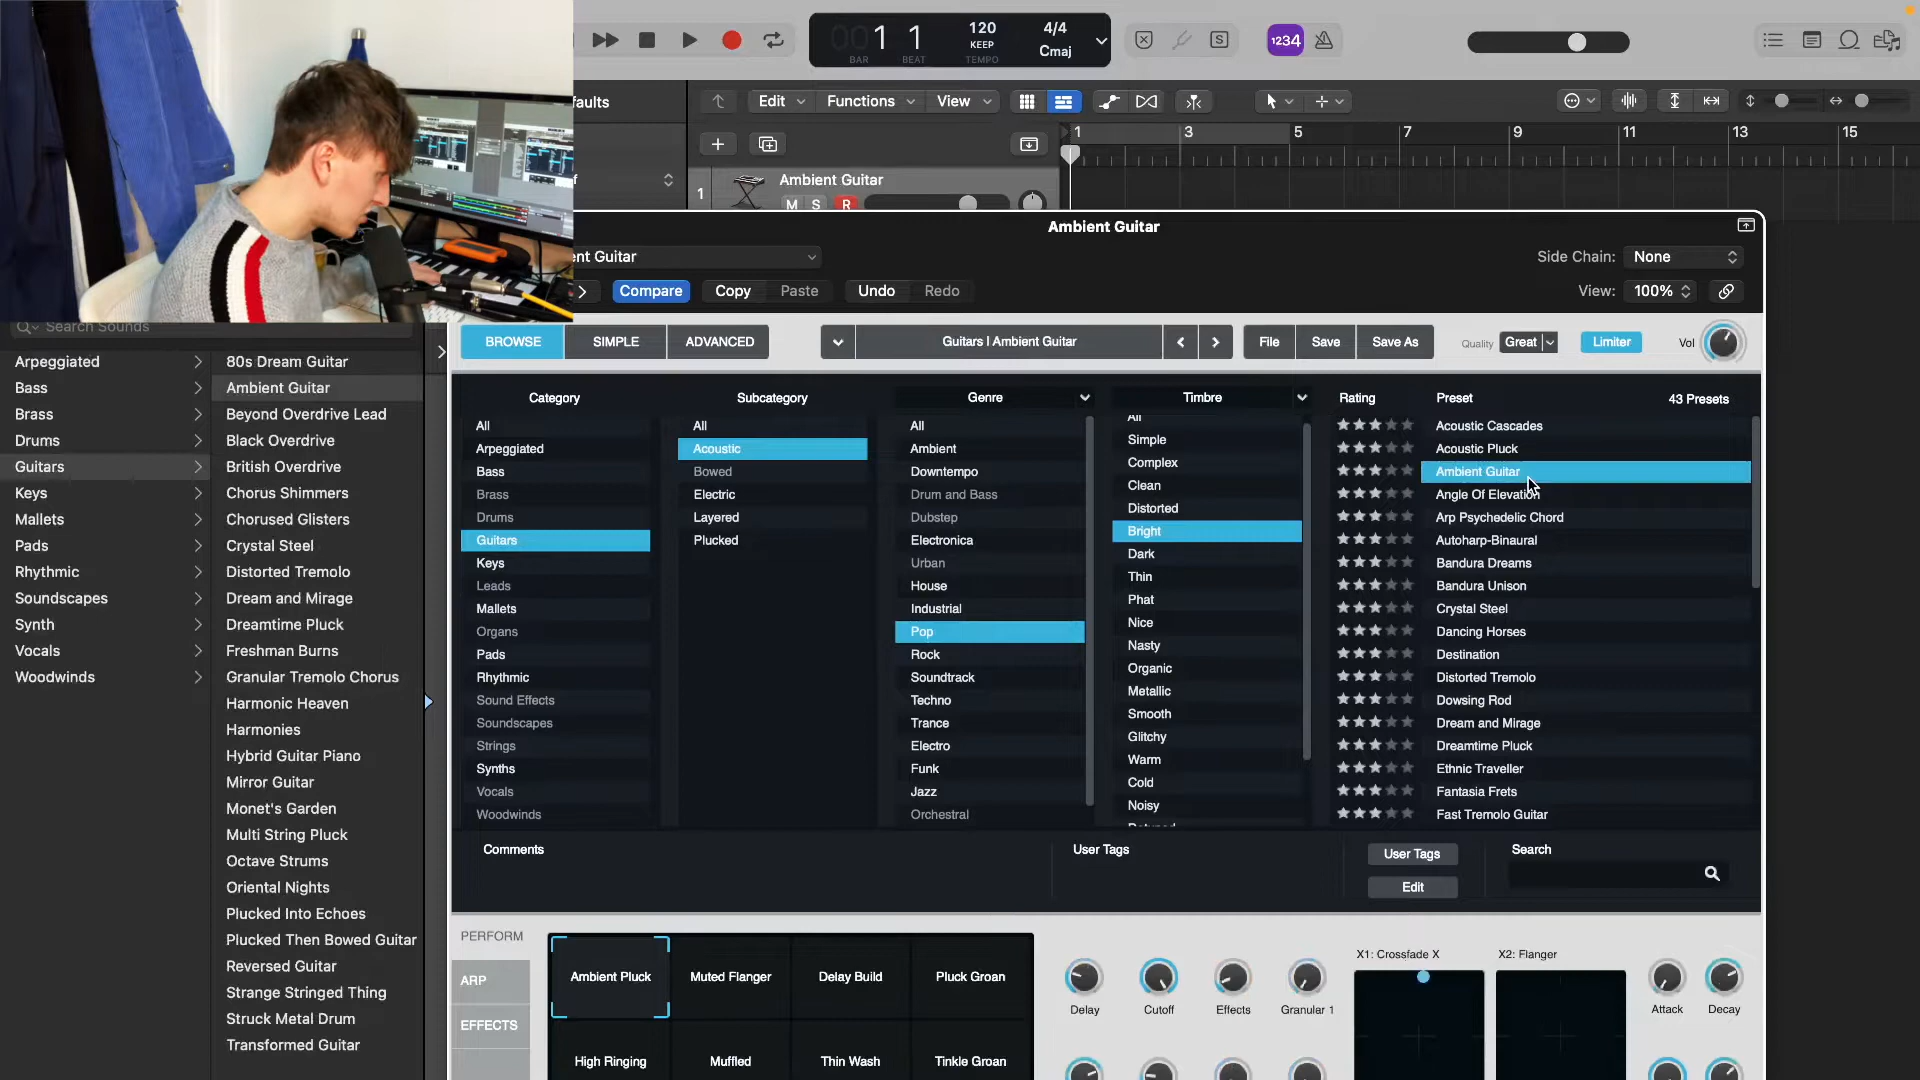 1 1
BAR BEAT
120
KEEP
TEMPO
4/4
Cmaj
S
1234
Edit
Functions
View
1 3 5 7 9 11 13 15
1
Ambient Guitar
M S R
Ambient Guitar
Guitar
Side Chain: None
Compare
Copy
Paste
Undo
Redo
View: 100%
Search Sounds
BROWSE
SIMPLE
ADVANCED
Guitars | Ambient Guitar
File
Save
Save As
Quality Great
Limiter
Vol
Arpeggiated
Bass
Brass
Drums
Guitars
Keys
Mallets
Pads
Rhythmic
Soundscapes
Synth
Vocals
Woodwinds
80s Dream Guitar
Ambient Guitar
Beyond Overdrive Lead
Black Overdrive
British Overdrive
Chorus Shimmers
Chorused Glisters
Crystal Steel
Distorted Tremolo
Dream and Mirage
Dreamtime Pluck
Freshman Burns
Granular Tremolo Chorus
Harmonic Heaven
Harmonies
Hybrid Guitar Piano
Mirror Guitar
Monet's Garden
Multi String Pluck
Octave Strums
Oriental Nights
Plucked Into Echoes
Plucked Then Bowed Guitar
Reversed Guitar
Strange Stringed Thing
Struck Metal Drum
Transformed Guitar
Category
All
Arpeggiated
Bass
Brass
Drums
Guitars
Keys
Leads
Mallets
Organs
Pads
Rhythmic
Sound Effects
Soundscapes
Strings
Synths
Vocals
Woodwinds
Subcategory
All
Acoustic
Bowed
Electric
Layered
Plucked
Genre
All
Ambient
Downtempo
Drum and Bass
Dubstep
Electronica
Urban
House
Industrial
Pop
Rock
Soundtrack
Techno
Trance
Electro
Funk
Jazz
Orchestral
Timbre
All
Simple
Complex
Clean
Distorted
Bright
Dark
Thin
Phat
Nice
Nasty
Organic
Metallic
Smooth
Glitchy
Warm
Cold
Noisy
Rating
Preset
43 Presets
Acoustic Cascades
Acoustic Pluck
Ambient Guitar
Angle Of Elevation
Arp Psychedelic Chord
Autoharp-Binaural
Bandura Dreams
Bandura Unison
Crystal Steel
Dancing Horses
Destination
Distorted Tremolo
Dowsing Rod
Dream and Mirage
Dreamtime Pluck
Ethnic Traveller
Fantasia Frets
Fast Tremolo Guitar
Comments
User Tags
User Tags
Edit
Search
PERFORM
ARP
EFFECTS
Ambient Pluck
Muted Flanger
Delay Build
Pluck Groan
High Ringing
Muffled
Thin Wash
Tinkle Groan
Delay
Cutoff
Effects
Granular 1
X1: Crossfade X
X2: Flanger
Attack
Decay